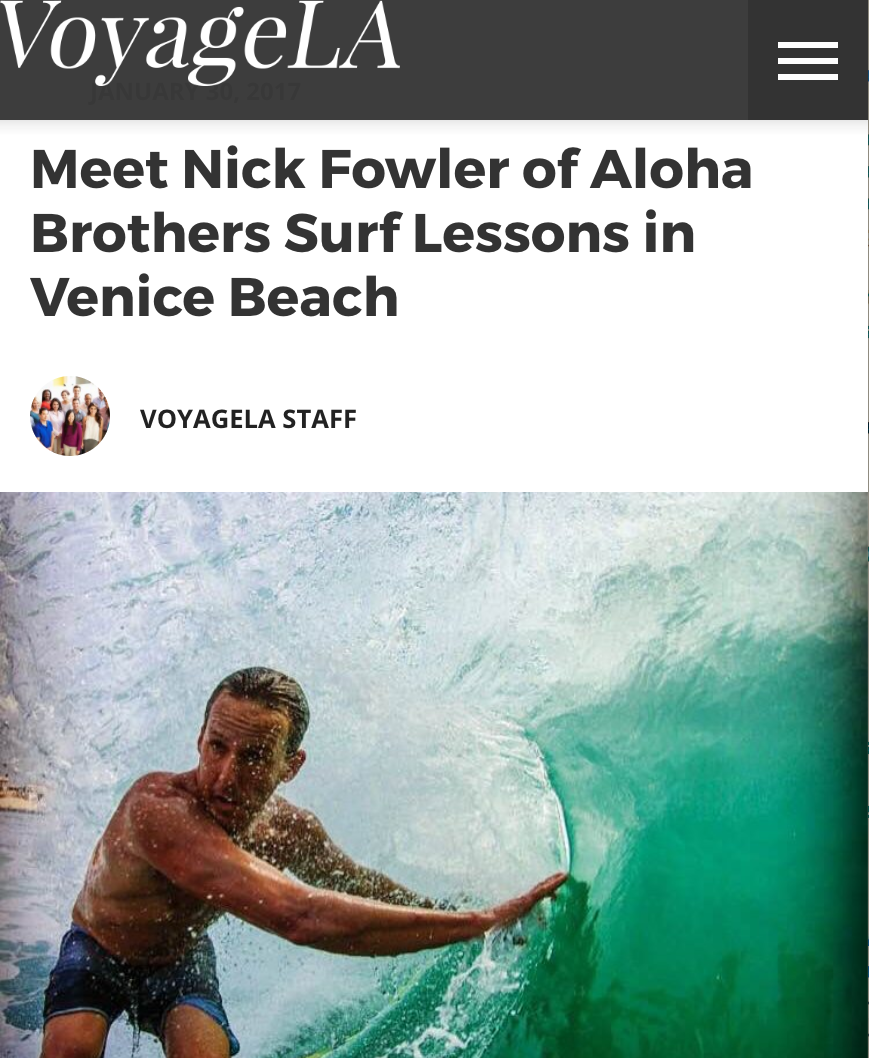 VoyageLA
JANUARY 30, 2017
Meet Nick Fowler of Aloha
Brothers Surf Lessons in
Venice Beach
VOYAGELA STAFF